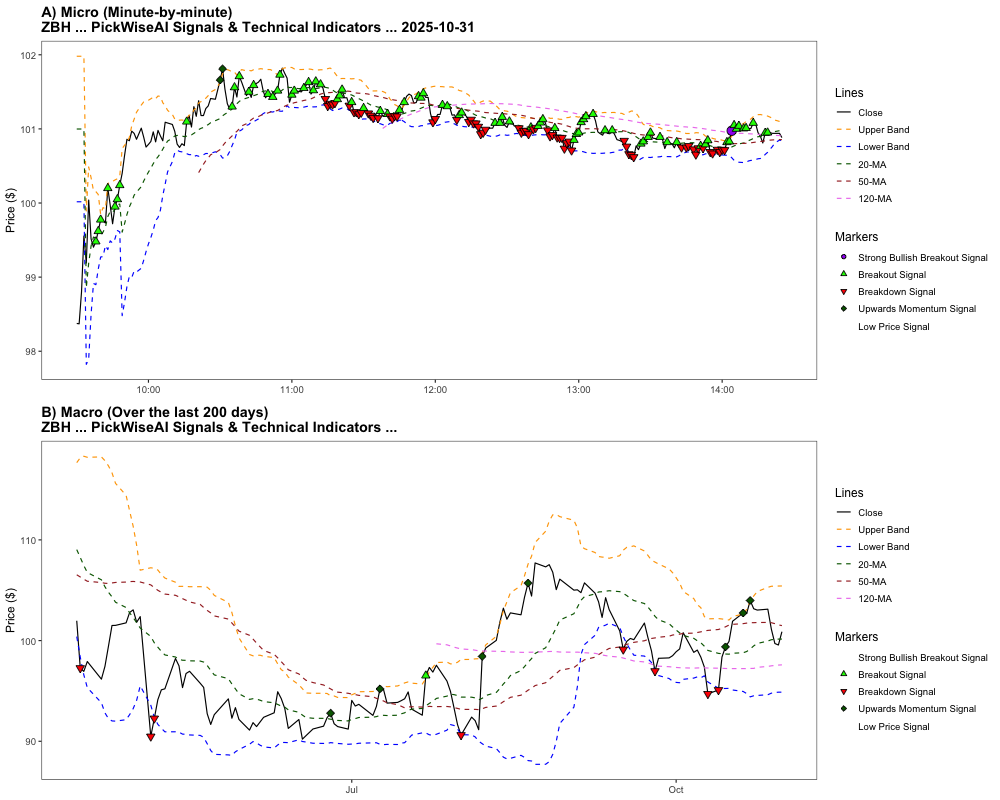 A) Micro (Minute-by-minute)
ZBH ... PickWiseAI Signals & Technical Indicators ... 2025-10-31
Price ($)
102
101
100
99
98
10:00
11:00
12:00
13:00
14:00
Lines
Close
Upper Band
Lower Band
20-MA
50-MA
120-MA
Markers
Strong Bullish Breakout Signal
Breakout Signal
Breakdown Signal
Upwards Momentum Signal
Low Price Signal
B) Macro (Over the last 200 days)
ZBH ... PickWiseAI Signals & Technical Indicators ...
Price ($)
110
100
90
Jul
Oct
Lines
Close
Upper Band
Lower Band
20-MA
50-MA
120-MA
Markers
Strong Bullish Breakout Signal
Breakout Signal
Breakdown Signal
Upwards Momentum Signal
Low Price Signal